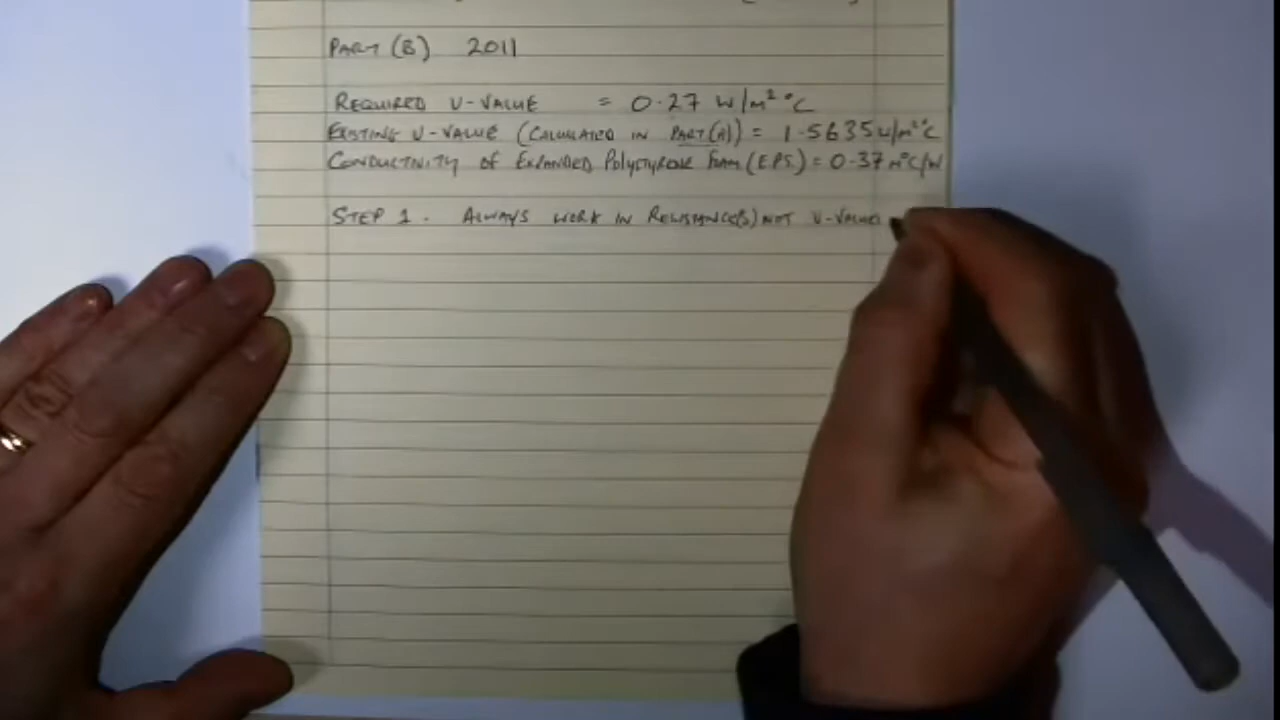 PART (B) 2011
REQUIRED U-VALUE = 0.27 W/m²°C
EXISTING U-VALUE (CALCULATED IN PART(A)) = 1.5635 W/m²°C
CONDUCTIVITY OF EXPANDED POLYSTYRENE FOAM (EPS.) = 0.37 m°C/W
STEP 1. ALWAYS WORK IN RESISTANCE(S) NOT U-VALUE